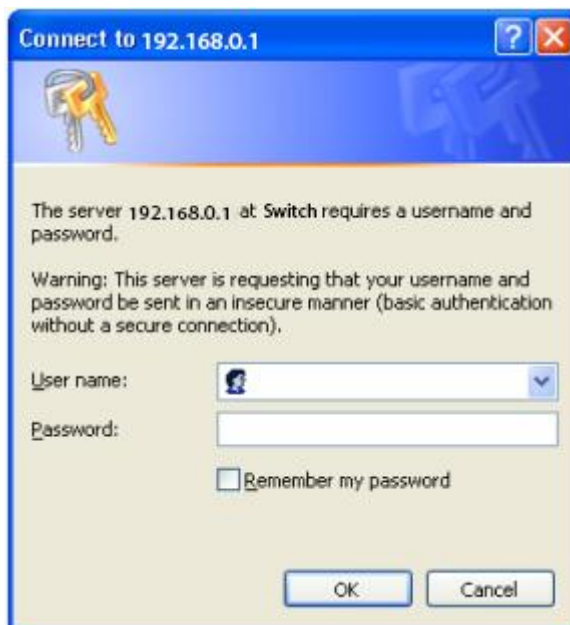 Connect to 192.168.0.1
?
The server 192.168.0.1 at Switch requires a username and
password.
Warning: This server is requesting that your username and
password be sent in an insecure manner (basic authentication
without a secure connection).
User name:
Password:
Remember my password
OK Cancel